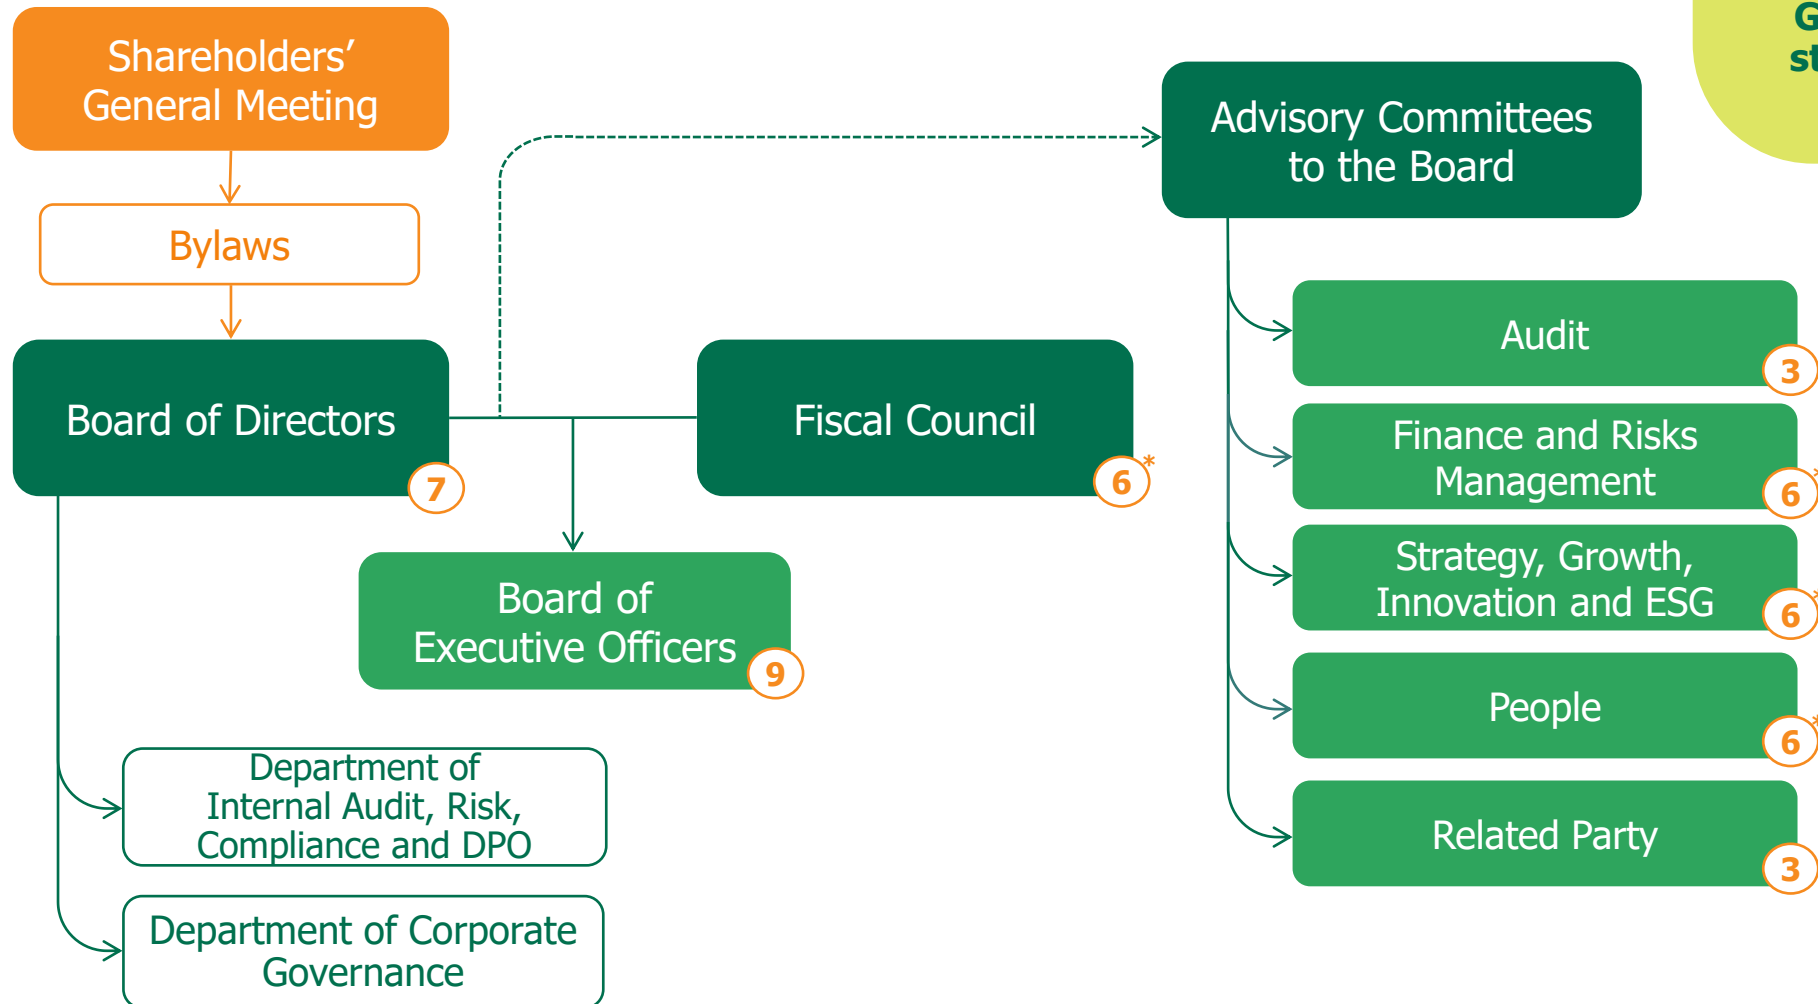 Shareholders’
General Meeting
Bylaws
Board of Directors
7
Fiscal Council
6*
Board of
Executive Officers
9
Department of
Internal Audit, Risk,
Compliance and DPO
Department of Corporate
Governance
Advisory Committees
to the Board
Audit
3
Finance and Risks
Management
6*
Strategy, Growth,
Innovation and ESG
6*
People
6*
Related Party
3